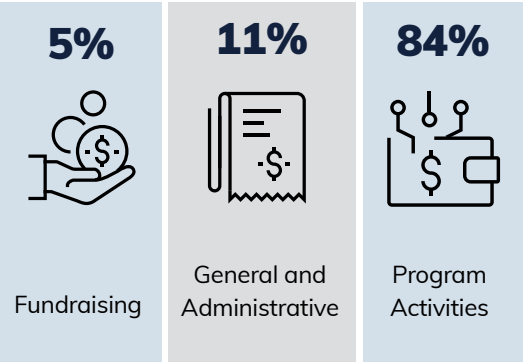 5%
11%
84%
Fundraising
General and
Administrative
Program
Activities